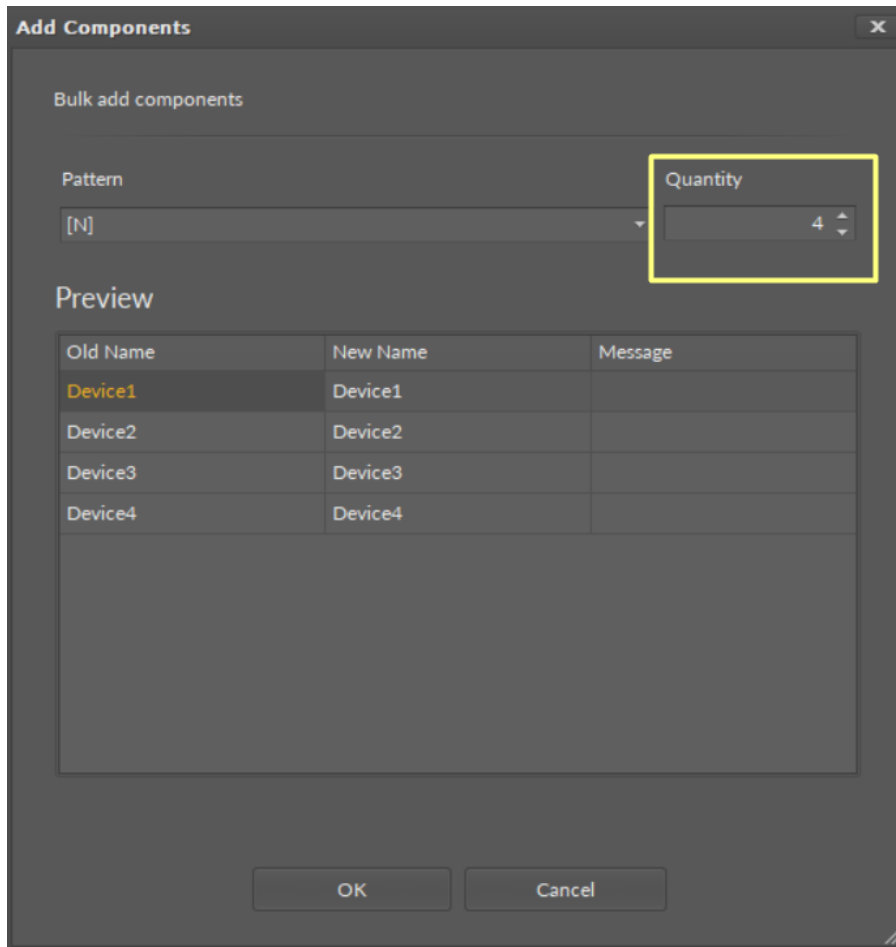 Add Components
Bulk add components
Pattern Quantity
[N] 4
Preview
Old Name New Name Message
Device1 Device1
Device2 Device2
Device3 Device3
Device4 Device4
OK Cancel